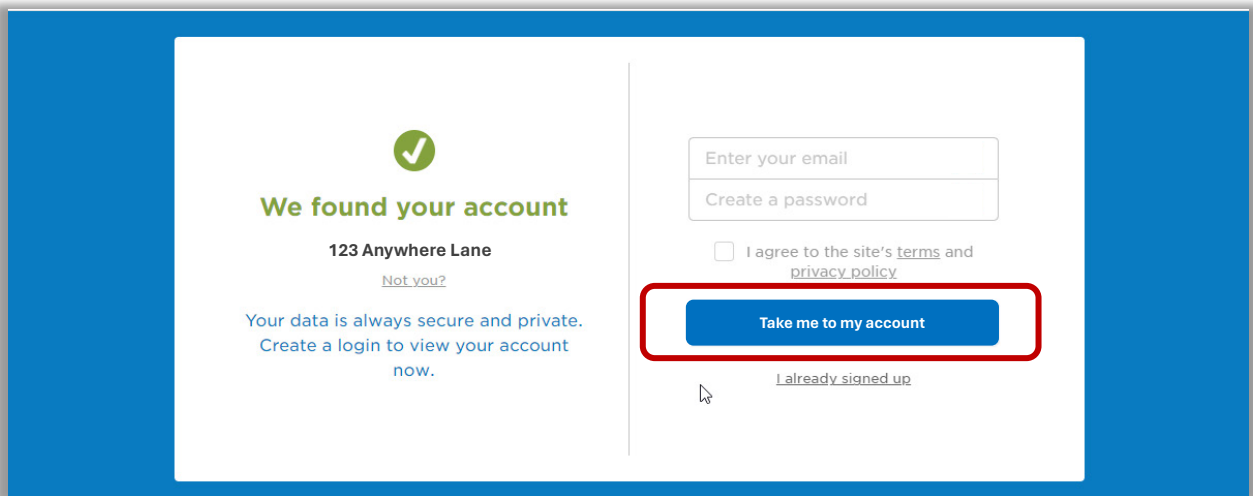 We found your account
123 Anywhere Lane
Not you?
Your data is always secure and private.
Create a login to view your account
now.
Enter your email
Create a password
I agree to the site's terms and
privacy policy
Take me to my account
I already signed up